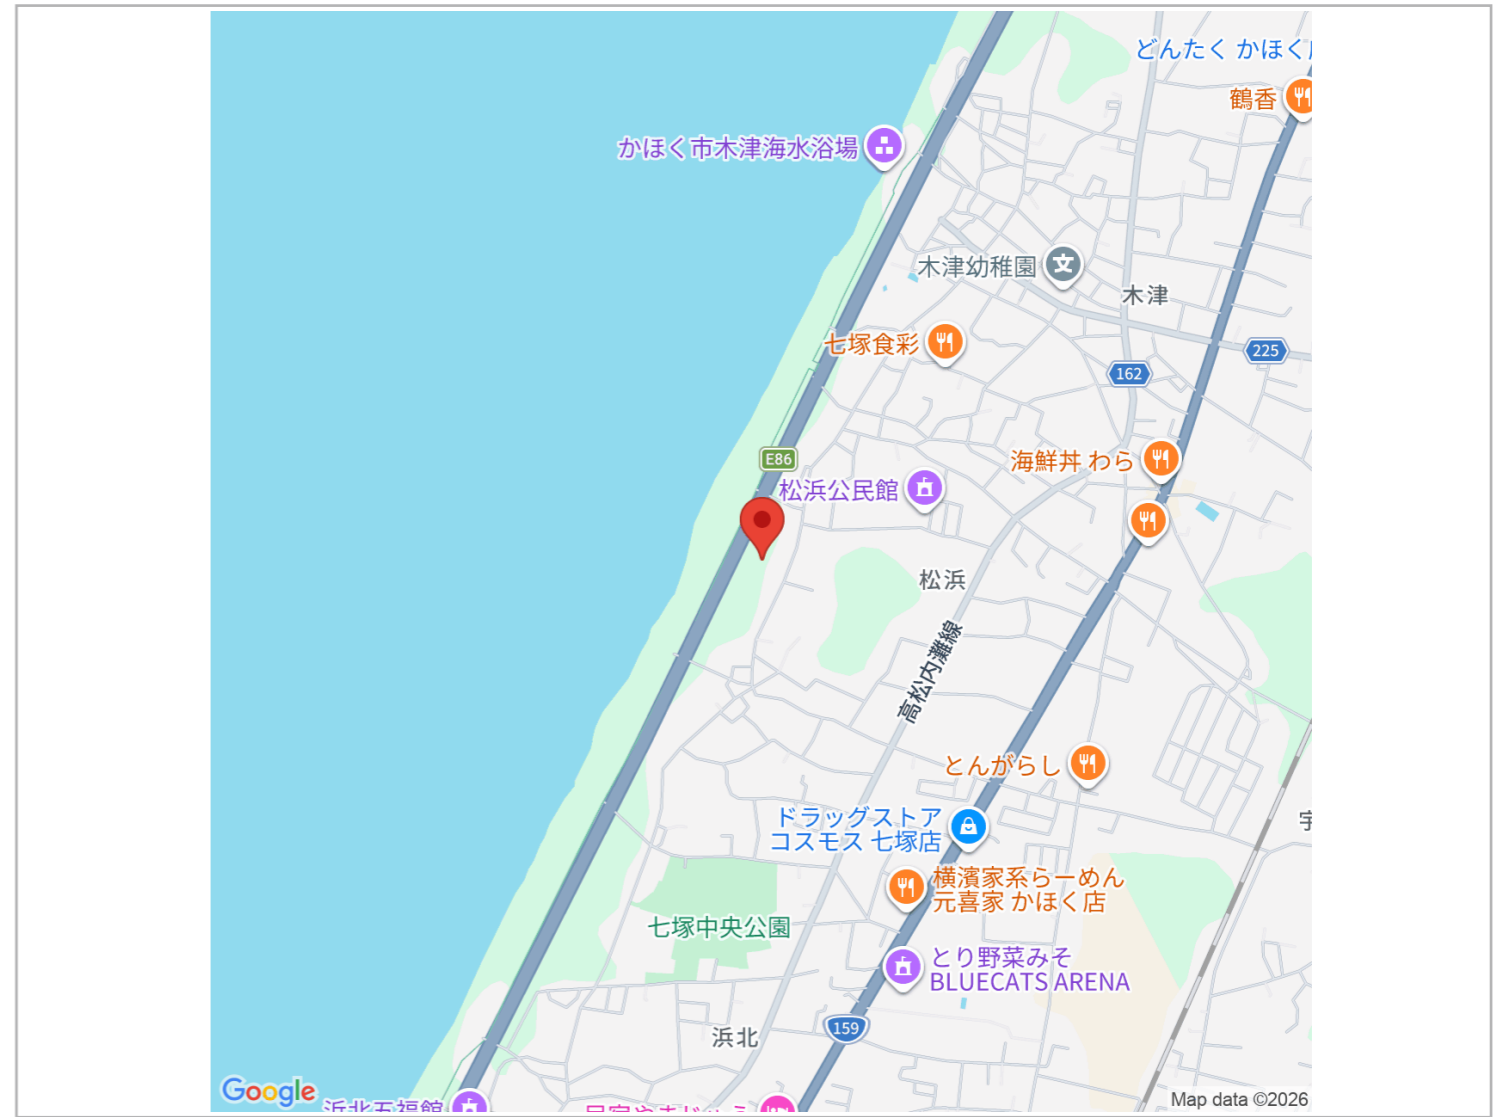 どんたく かほく
鶴香
かほく市木津海水浴場
木津幼稚園
木津
七塚食彩
225
162
E86
海鮮丼 わら
松浜公民館
松浜
高松内灘線
とんがらし
ドラッグストア
コスモス 七塚店
横濱家系らーめん
元喜家 かほく店
七塚中央公園
とり野菜みそ
BLUECATS ARENA
159
浜北
Google
Map data ©2026